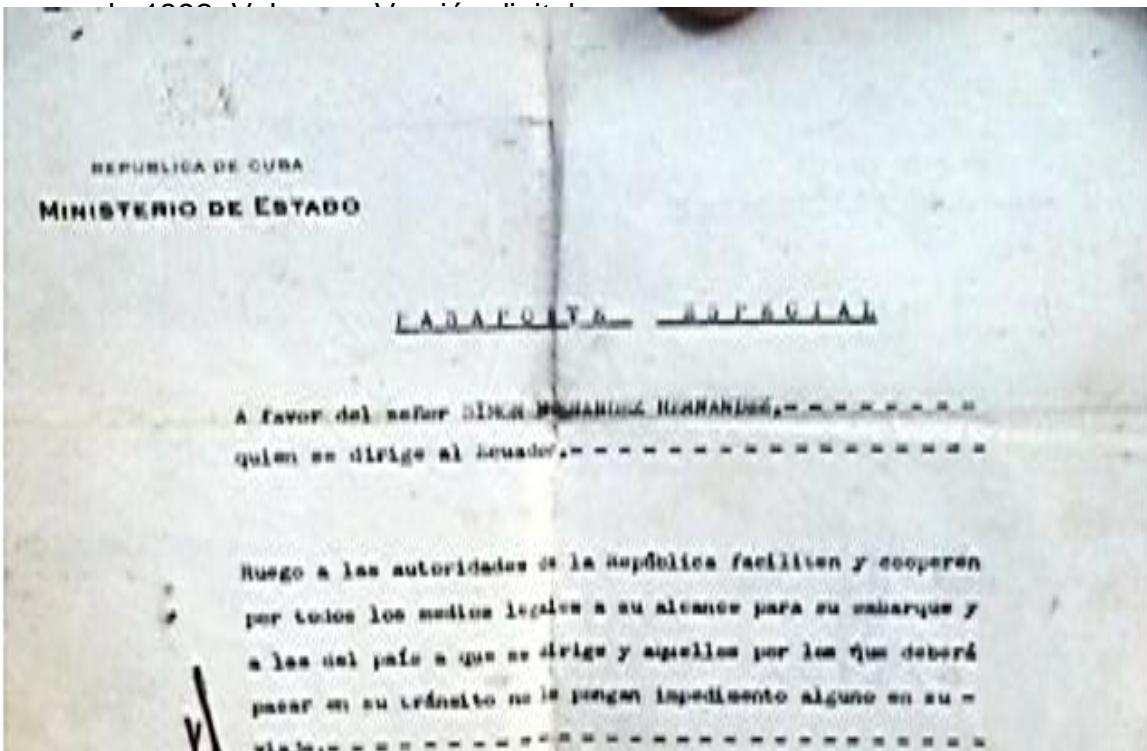 REPUBLICA DE CUBA
MINISTERIO DE ESTADO
PASAPORTE ESPECIAL
A favor del señor SIMON HERNANDEZ HERNANDEZ,- - - - - - - -
quien se dirige al Ecuador.- - - - - - - - - - - - - - - - -
Ruego a las autoridades de la República faciliten y cooperen
por todos los medios legales a su alcance para su embarque y
a las del país a que se dirige y aquellos por los que deberá
pasar en su tránsito no le pongan impedimento alguno en su -
viaje.- - - - - - - - - - - - - - - - - - - -